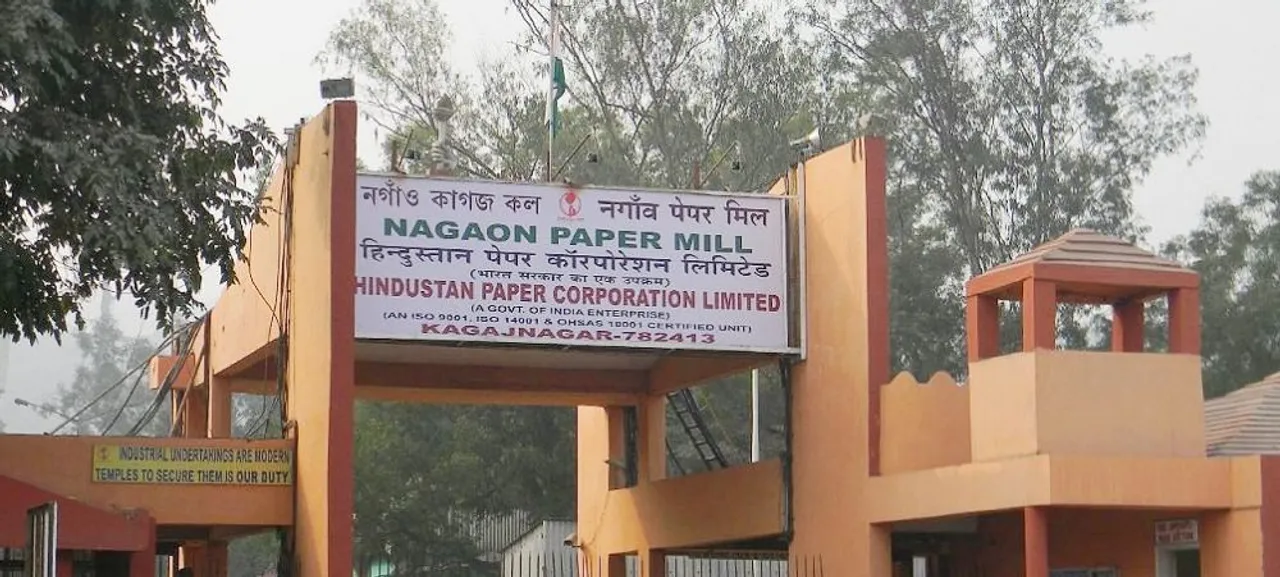 নগাঁও কাগজ কল नगाँव पेपर मिल
NAGAON PAPER MILL
हिन्दुस्तान पेपर कॉरपोरेशन लिमिटेड
(भारत सरकार का एक उपक्रम)
HINDUSTAN PAPER CORPORATION LIMITED
(A GOVT. OF INDIA ENTERPRISE)
(AN ISO 9001, ISO 14001 & OHSAS 18001 CERTIFIED UNIT)
KAGAJNAGAR-782413
INDUSTRIAL UNDERTAKINGS ARE MODERN
TEMPLES TO SECURE THEM IS OUR DUTY